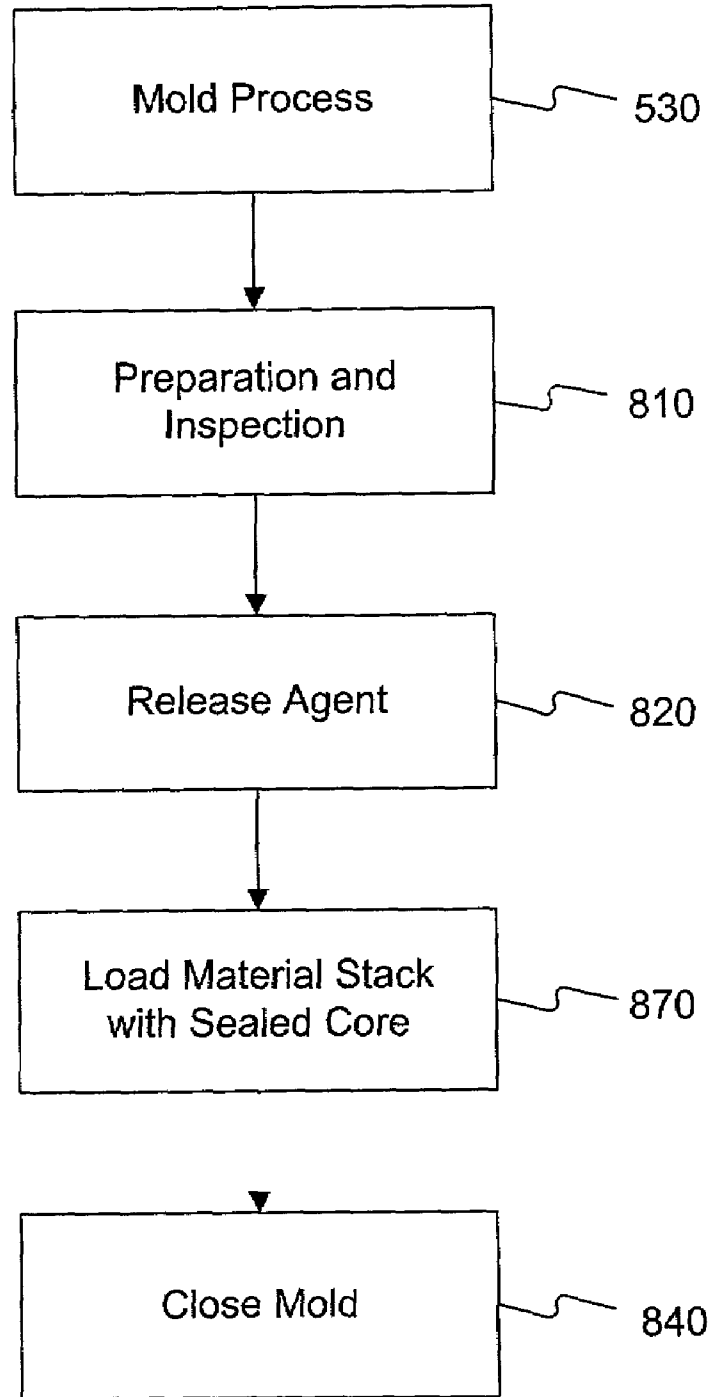 Mold Process
530
Preparation and
Inspection
810
Release Agent
820
Load Material Stack
with Sealed Core
870
Close Mold
840